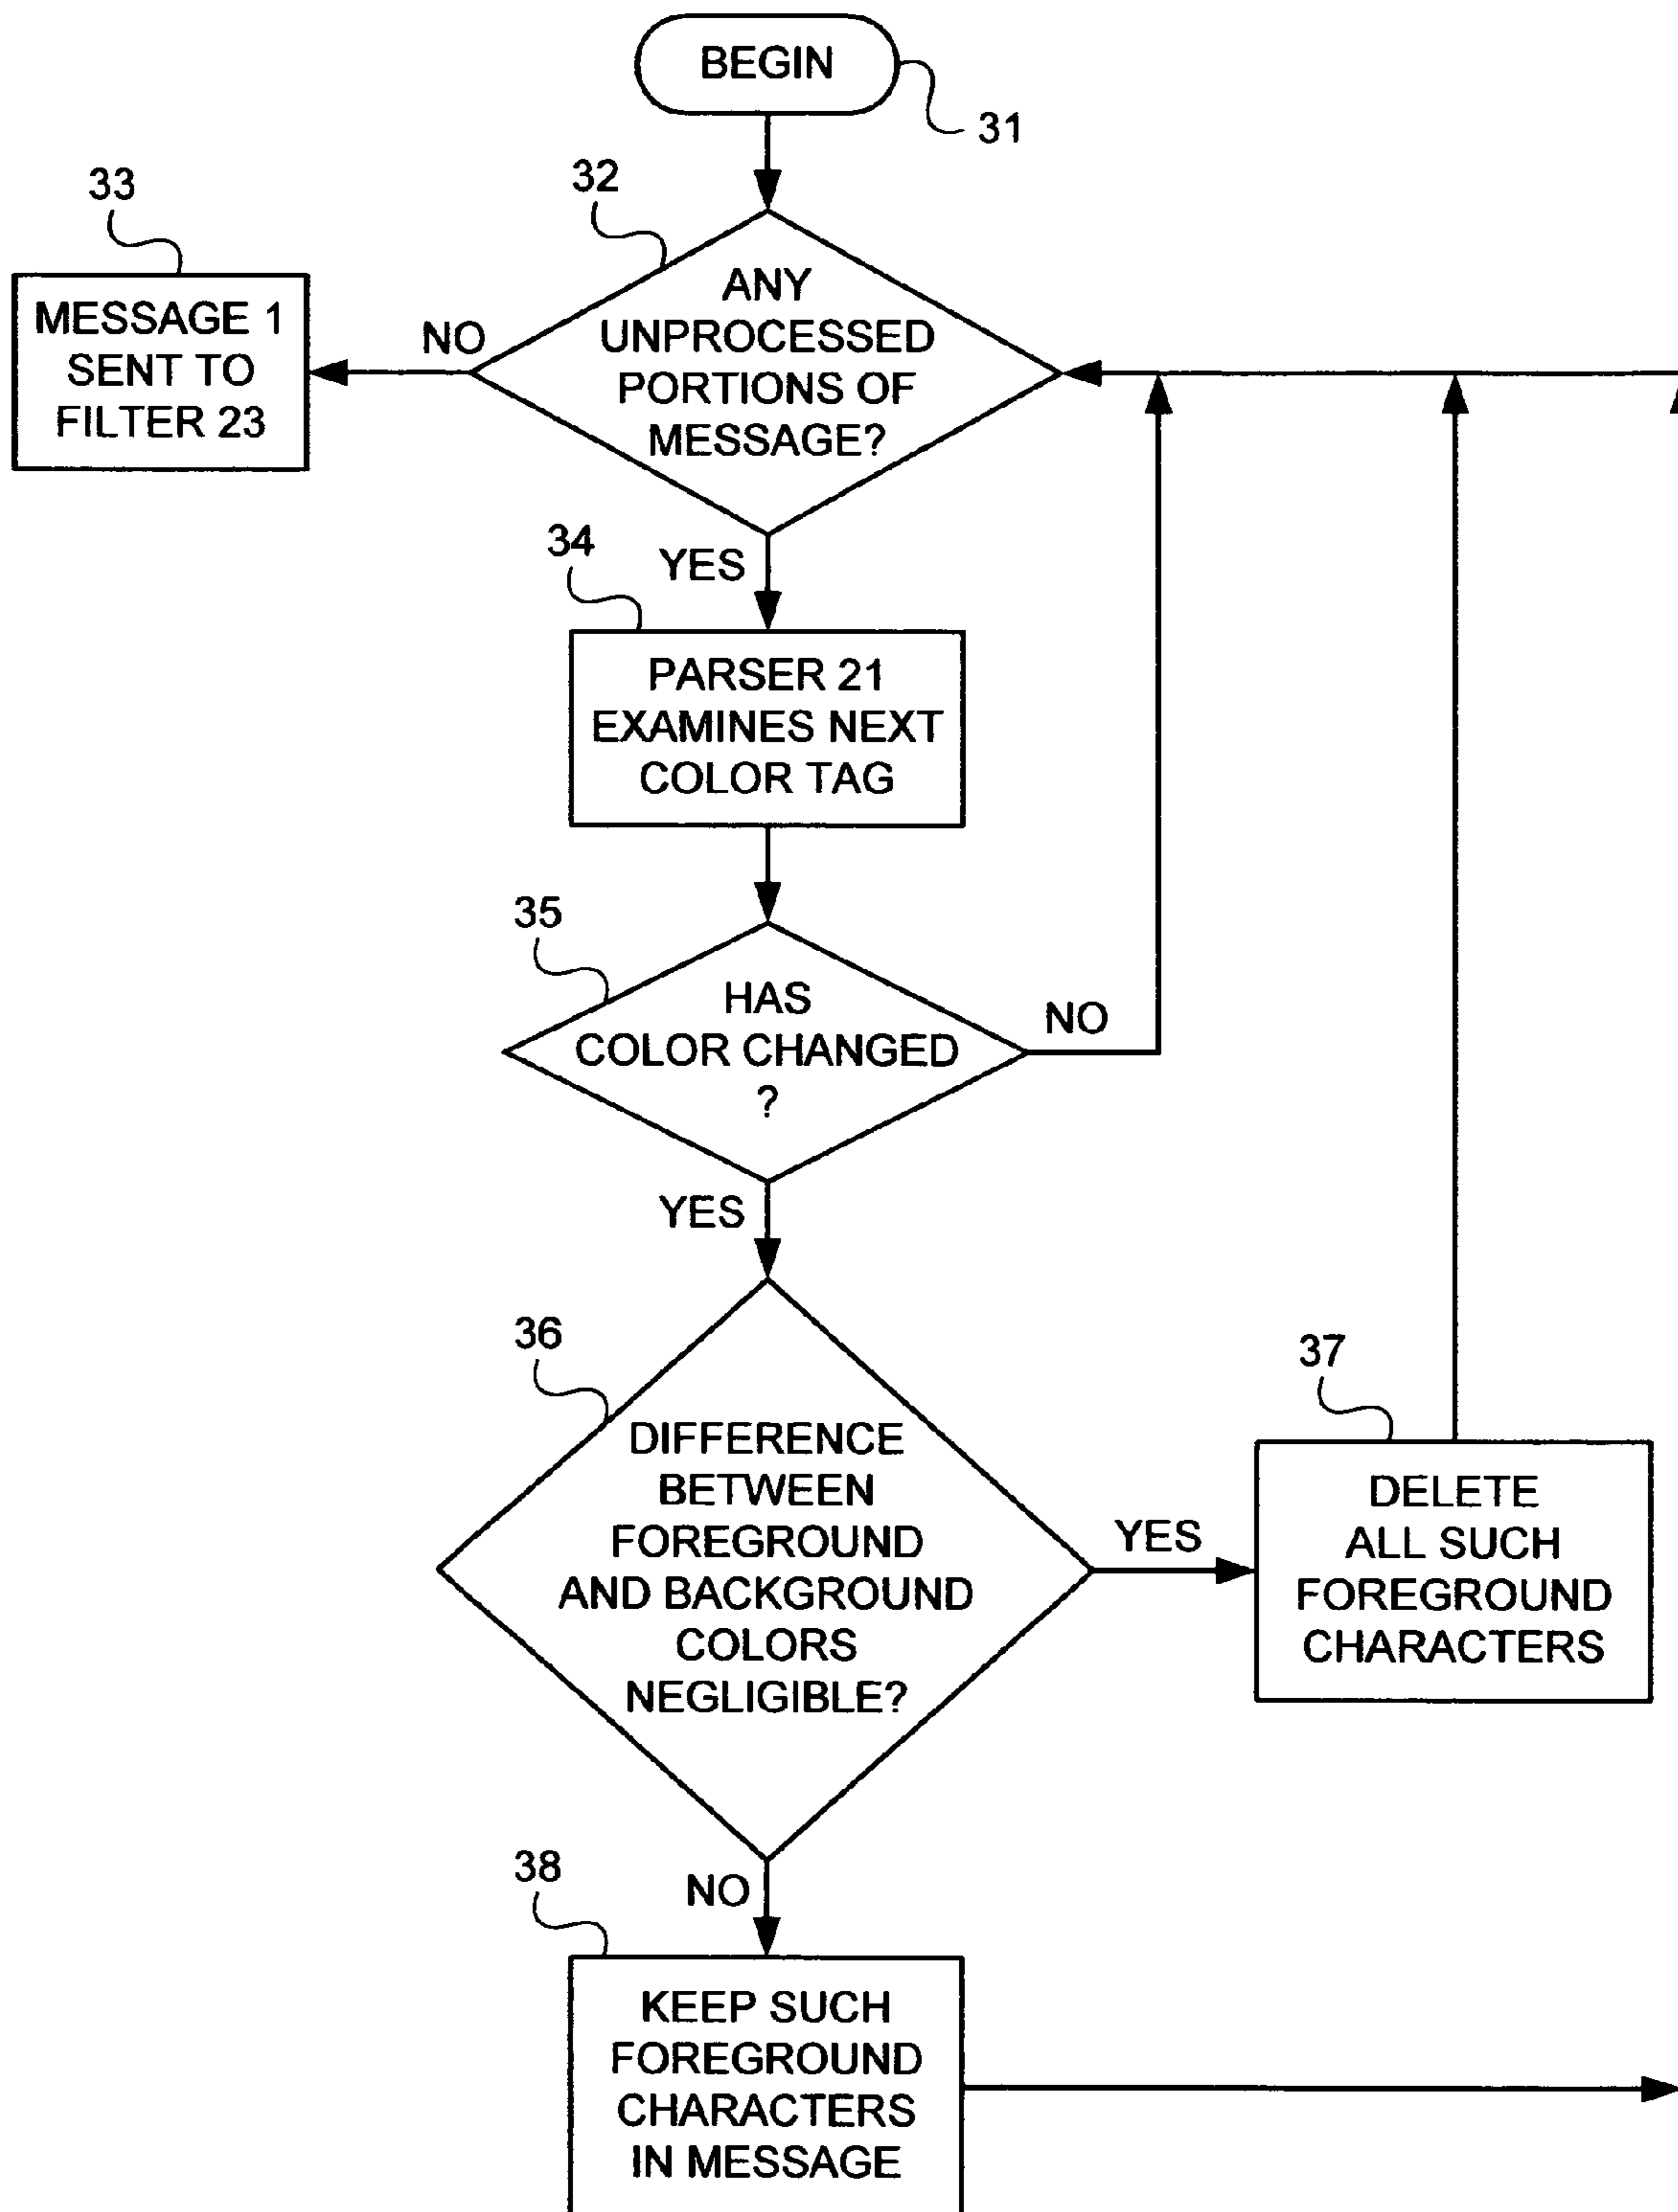 BEGIN
31
32
33
ANY
UNPROCESSED
PORTIONS OF
MESSAGE?
NO
MESSAGE 1
SENT TO
FILTER 23
YES
34
PARSER 21
EXAMINES NEXT
COLOR TAG
35
HAS
COLOR CHANGED
?
NO
YES
36
DIFFERENCE
BETWEEN
FOREGROUND
AND BACKGROUND
COLORS
NEGLIGIBLE?
YES
37
DELETE
ALL SUCH
FOREGROUND
CHARACTERS
NO
38
KEEP SUCH
FOREGROUND
CHARACTERS
IN MESSAGE